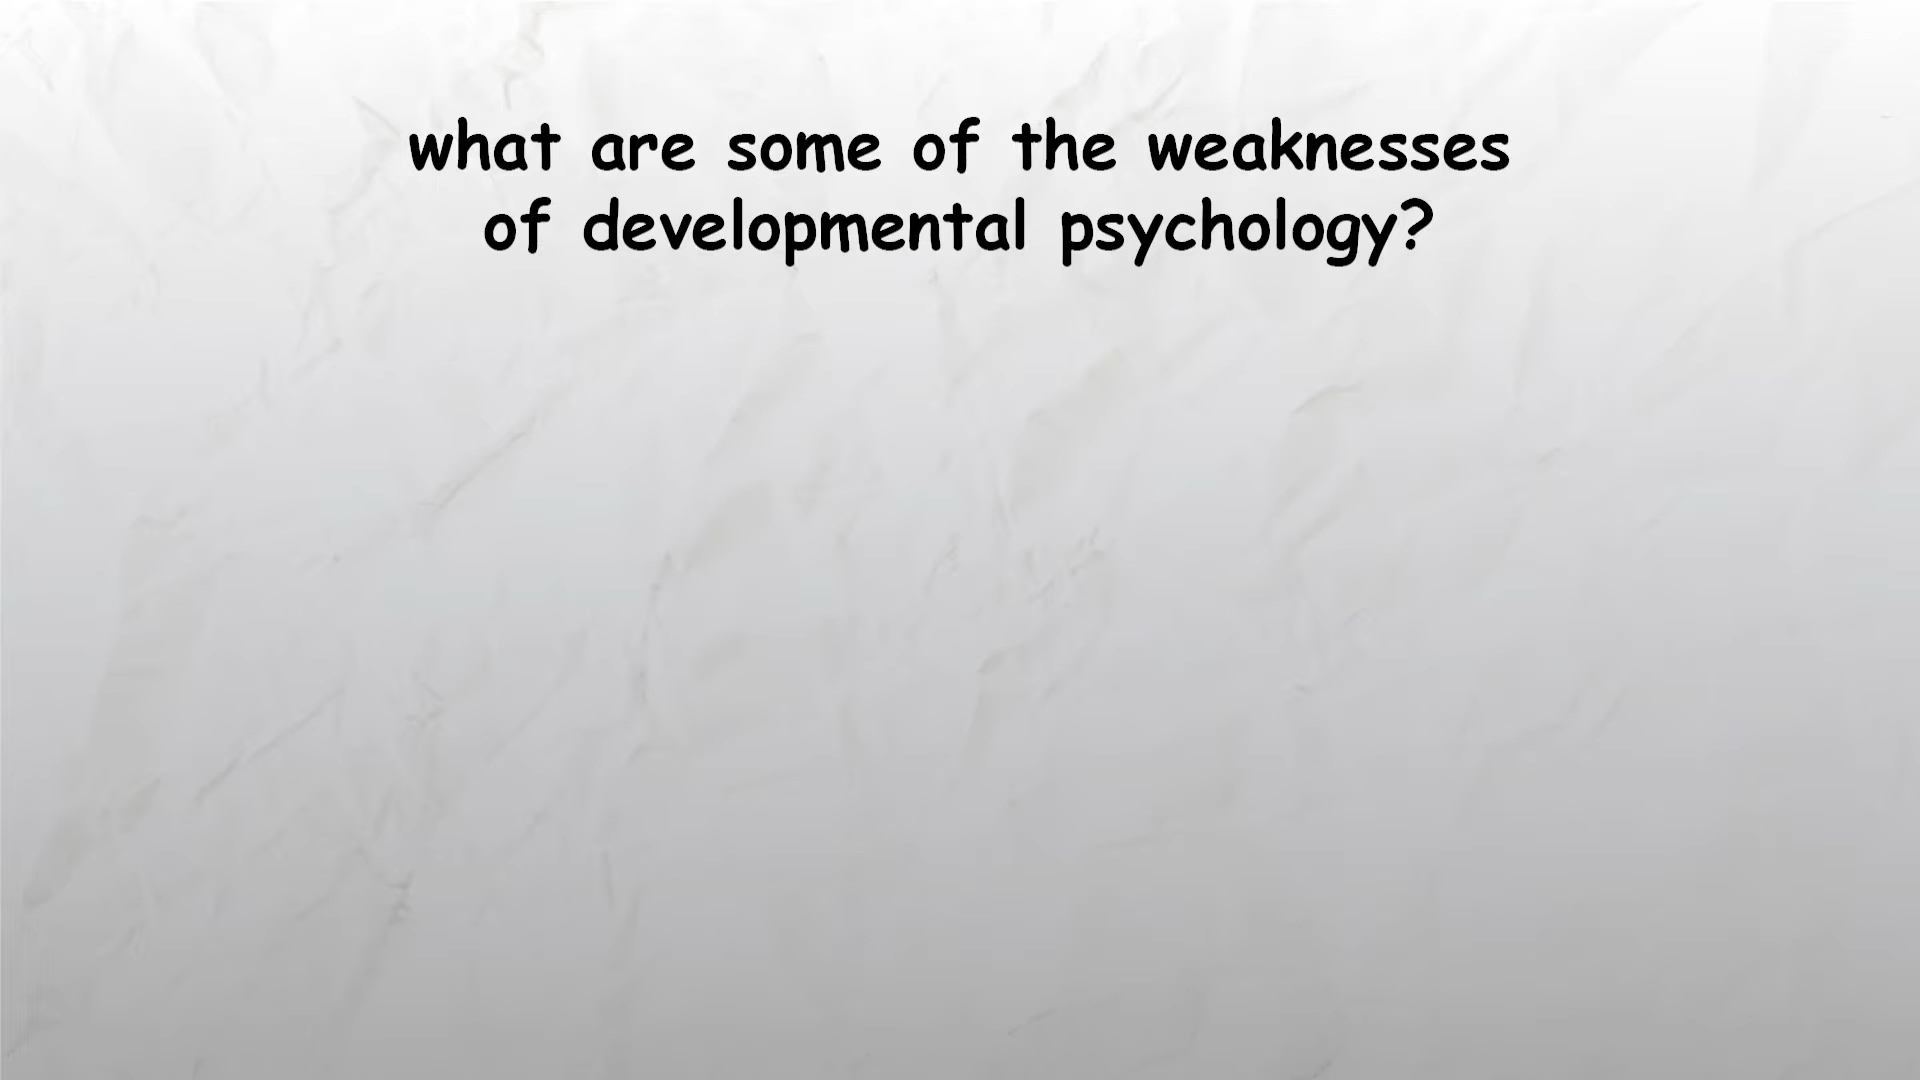 what are some of the weaknesses
of developmental psychology?